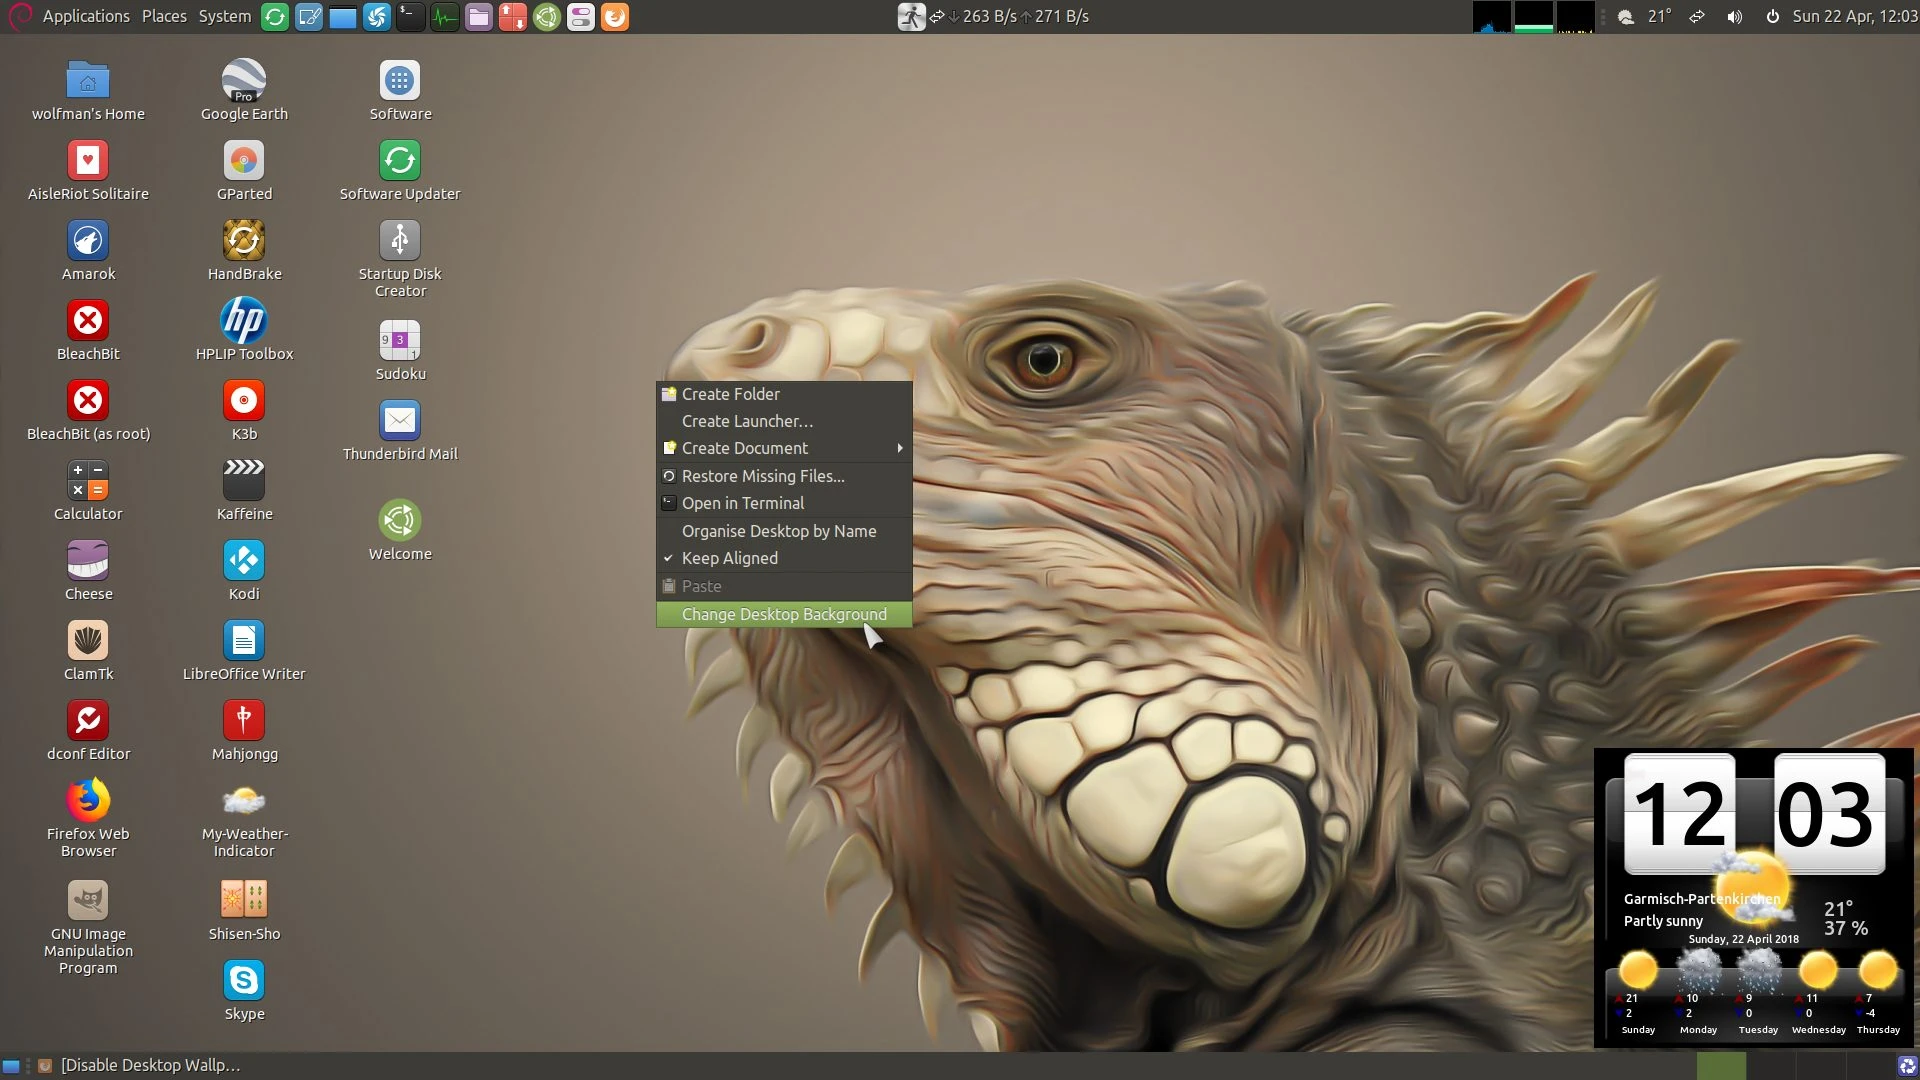 Applications Places System
263 B/s 271 B/s
21°
Sun 22 Apr, 12:03
wolfman's Home
AisleRiot Solitaire
Amarok
BleachBit
BleachBit (as root)
Calculator
Cheese
ClamTk
dconf Editor
Firefox Web
Browser
GNU Image
Manipulation
Program
Pro
Google Earth
GParted
HandBrake
hp
HPLIP Toolbox
K3b
Kaffeine
Kodi
LibreOffice Writer
Mahjongg
My-Weather-
Indicator
Shisen-Sho
Skype
Software
Software Updater
Startup Disk
Creator
9 3
1
Sudoku
Thunderbird Mail
Welcome
Create Folder
Create Launcher…
Create Document
Restore Missing Files...
Open in Terminal
Organise Desktop by Name
Keep Aligned
Paste
Change Desktop Background
12 03
Garmisch-Partenkirchen
Partly sunny
21°
37 %
Sunday, 22 April 2018
21 10 9 11 7
2 2 0 0 -4
Sunday Monday Tuesday Wednesday Thursday
[Disable Desktop Wallp…